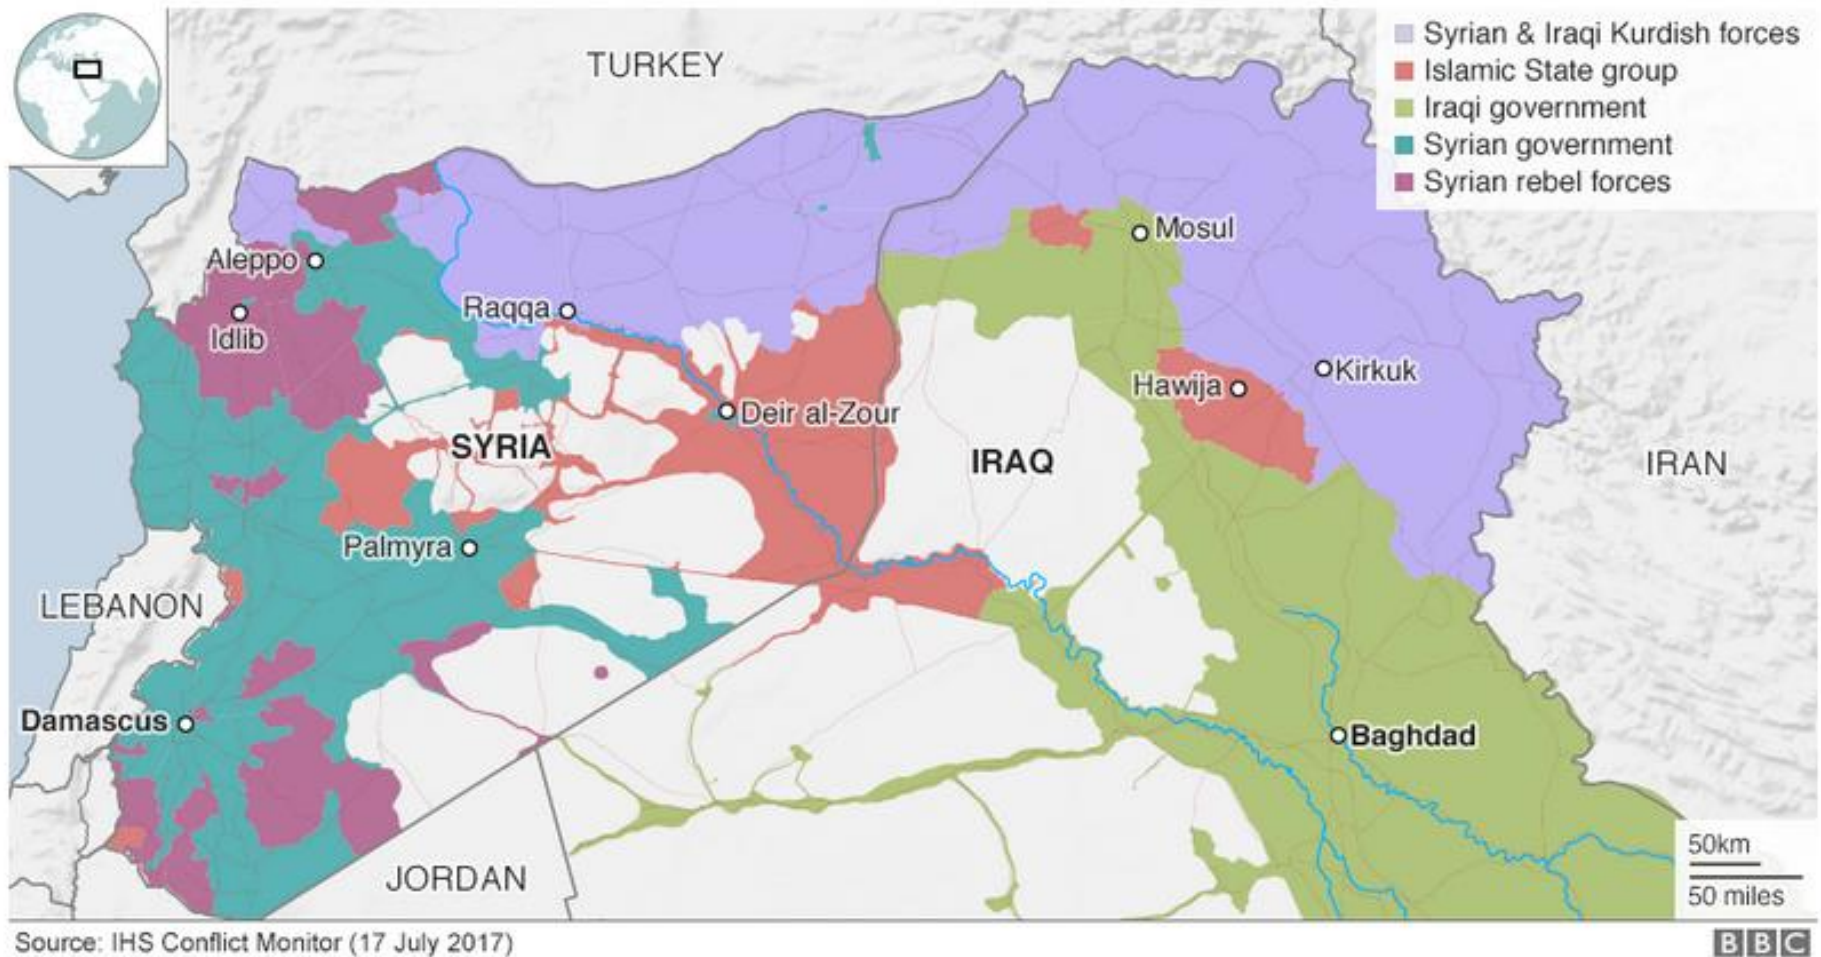 TURKEY
Syrian & Iraqi Kurdish forces
Islamic State group
Iraqi government
Syrian government
Syrian rebel forces
Mosul
Aleppo
Raqqa
Idlib
Kirkuk
Hawija
Deir al-Zour
SYRIA
IRAQ
IRAN
Palmyra
LEBANON
Damascus
Baghdad
JORDAN
50km
50 miles
Source: IHS Conflict Monitor (17 July 2017)
BBC